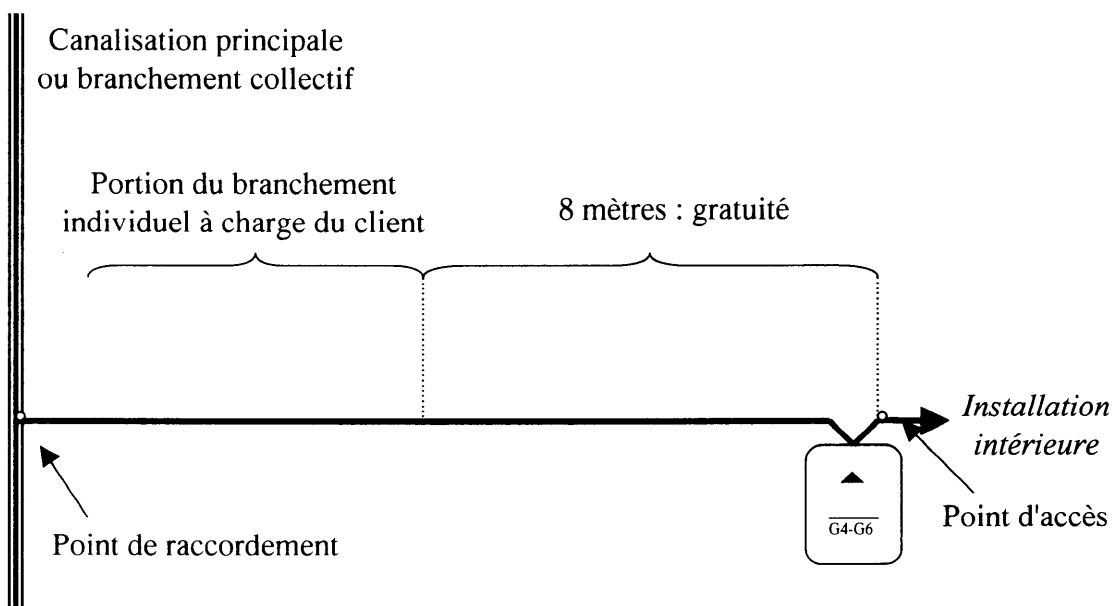 Canalisation principale
ou branchement collectif
Portion du branchement
individuel à charge du client
8 mètres : gratuité
Installation
intérieure
G4-G6
Point d'accès
Point de raccordement